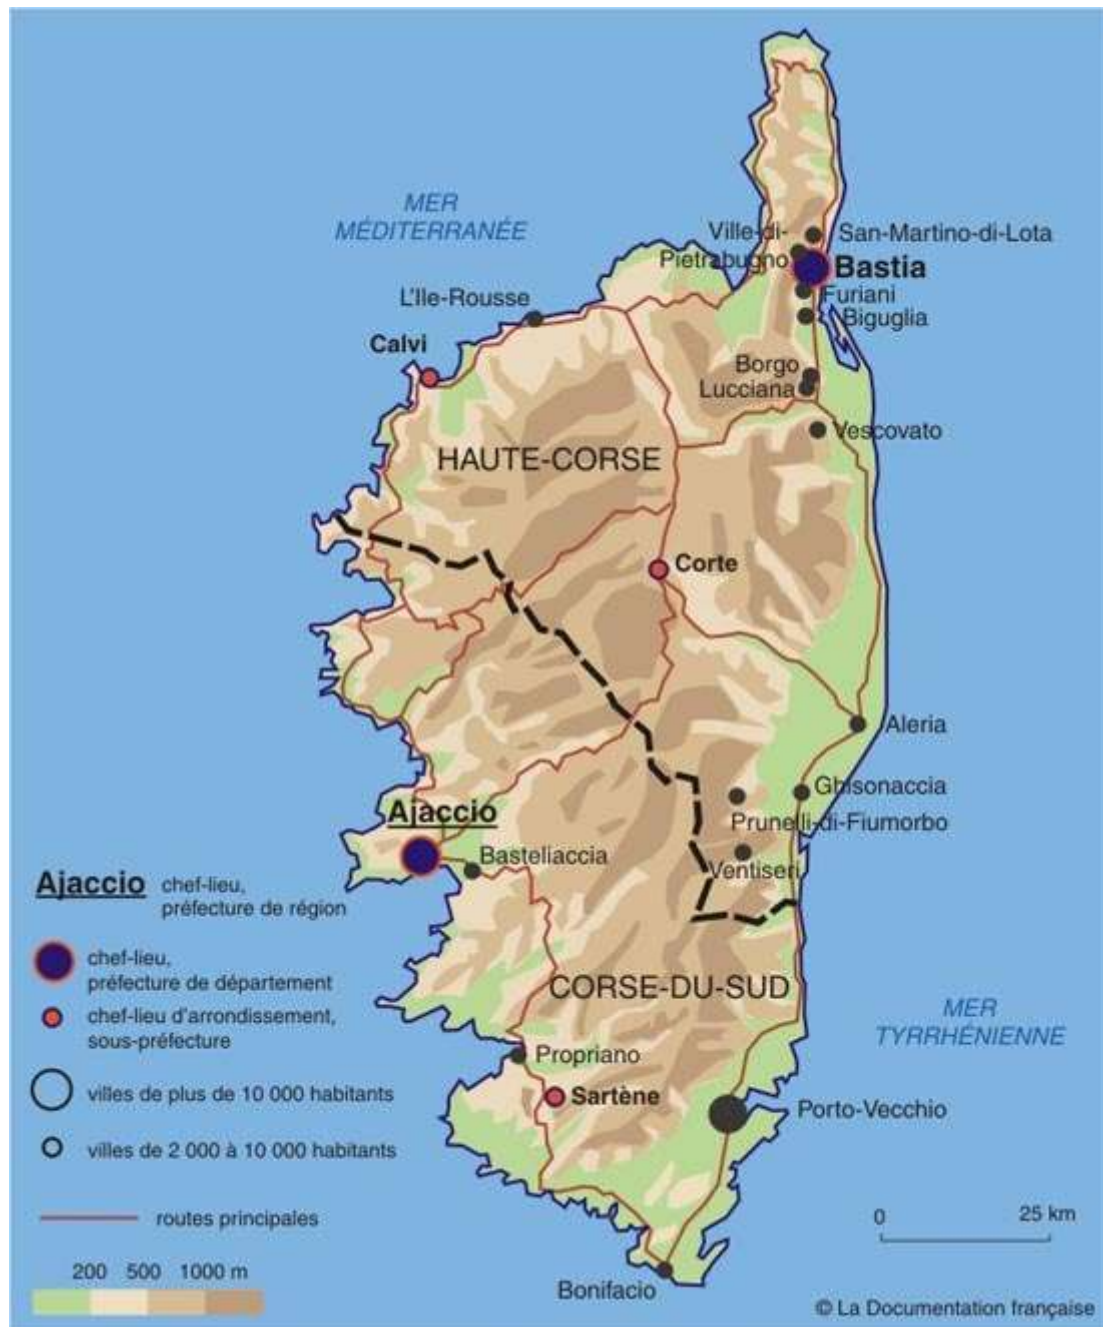 MER
MÉDITERRANÉE
Ville-di-
Pietrabugno
San-Martino-di-Lota
Bastia
Furiani
Biguglia
L'Ile-Rousse
Calvi
Borgo
Lucciana
Vescovato
HAUTE-CORSE
Corte
Aleria
Ghisonaccia
Prunelli-di-Fiumorbo
Ventiseri
Ajaccio
Basteliaccia
CORSE-DU-SUD
MER
TYRRHÉNIENNE
Propriano
Sartène
Porto-Vecchio
Bonifacio
Ajaccio chef-lieu,
préfecture de région
chef-lieu,
préfecture de département
chef-lieu d'arrondissement,
sous-préfecture
villes de plus de 10 000 habitants
villes de 2 000 à 10 000 habitants
routes principales
200 500 1000 m
0 25 km
© La Documentation française